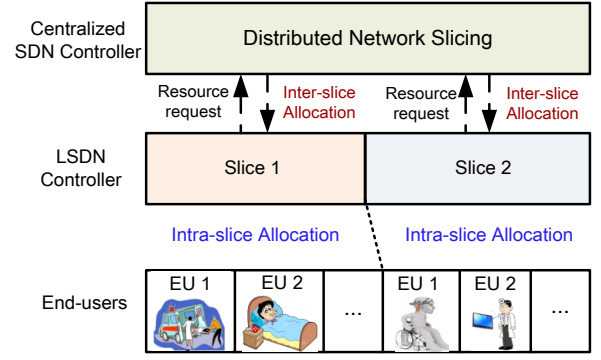 Centralized
SDN Controller
Distributed Network Slicing
Resource
request
Inter-slice
Allocation
Resource
request
Inter-slice
Allocation
LSDN
Controller
Slice 1
Slice 2
Intra-slice Allocation
Intra-slice Allocation
End-users
EU 1
EU 2
...
EU 1
EU 2
...